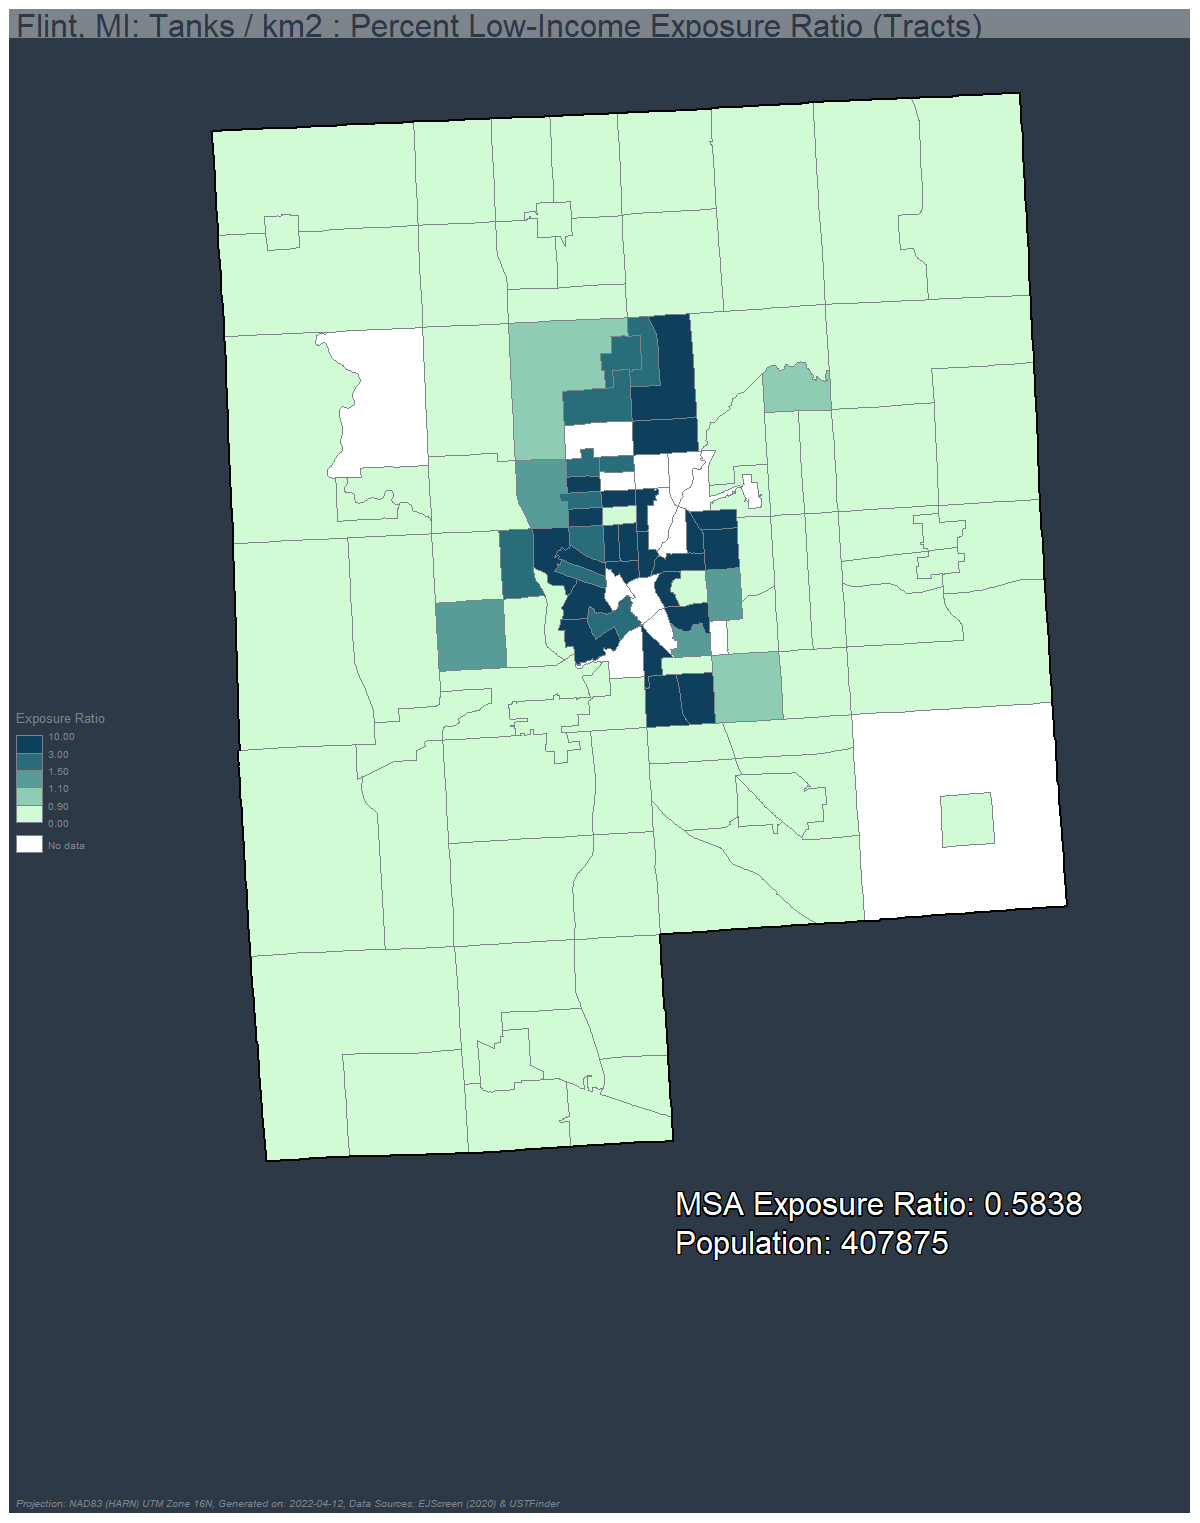 Flint, MI: Tanks / km2 : Percent Low-Income Exposure Ratio (Tracts)
Exposure Ratio
10.00
3.00
1.50
1.10
0.90
0.00
No data
MSA Exposure Ratio: 0.5838
Population: 407875
Projection: NAD83 (HARN) UTM Zone 16N, Generated on: 2022-04-12, Data Sources: EJScreen (2020) & USTFinder